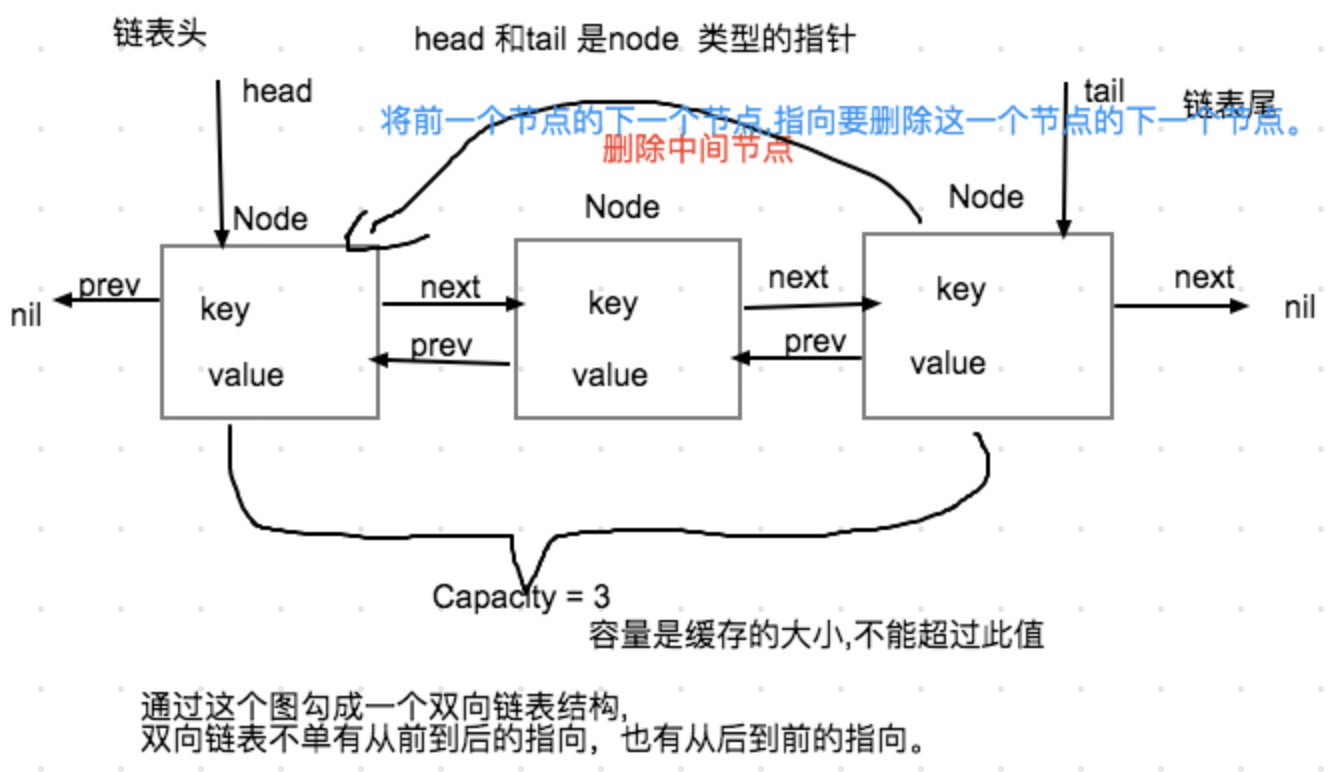 链表头
head 和tail 是node 类型的指针
head
tail
链表尾
将前一个节点的下一个节点,指向要删除这一个节点的下一个节点。
删除中间节点
Node
Node
Node
prev
nil
key
value
next
prev
key
value
next
prev
key
value
next
nil
Capacity = 3
容量是缓存的大小,不能超过此值
通过这个图勾成一个双向链表结构,
双向链表不单有从前到后的指向，也有从后到前的指向。